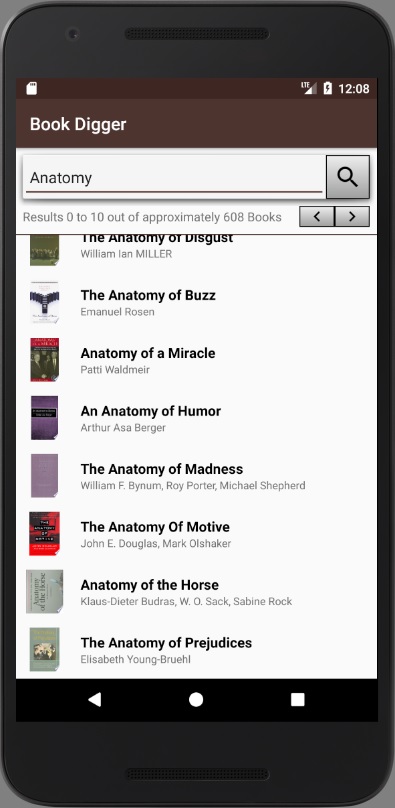 LTE 12:08
Book Digger
Anatomy
Results 0 to 10 out of approximately 608 Books
The Anatomy of Disgust
William Ian MILLER
The Anatomy of Buzz
Emanuel Rosen
Anatomy of a Miracle
Patti Waldmeir
An Anatomy of Humor
Arthur Asa Berger
The Anatomy of Madness
William F. Bynum, Roy Porter, Michael Shepherd
The Anatomy Of Motive
John E. Douglas, Mark Olshaker
Anatomy of the Horse
Klaus-Dieter Budras, W. O. Sack, Sabine Rock
The Anatomy of Prejudices
Elisabeth Young-Bruehl